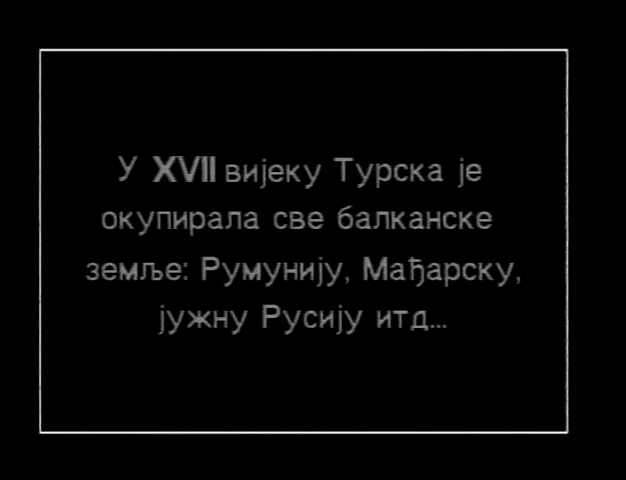 У XVII вијеку Турска је
окупирала све балканске
земље: Румунију, Мађарску,
јужну Русију итд...